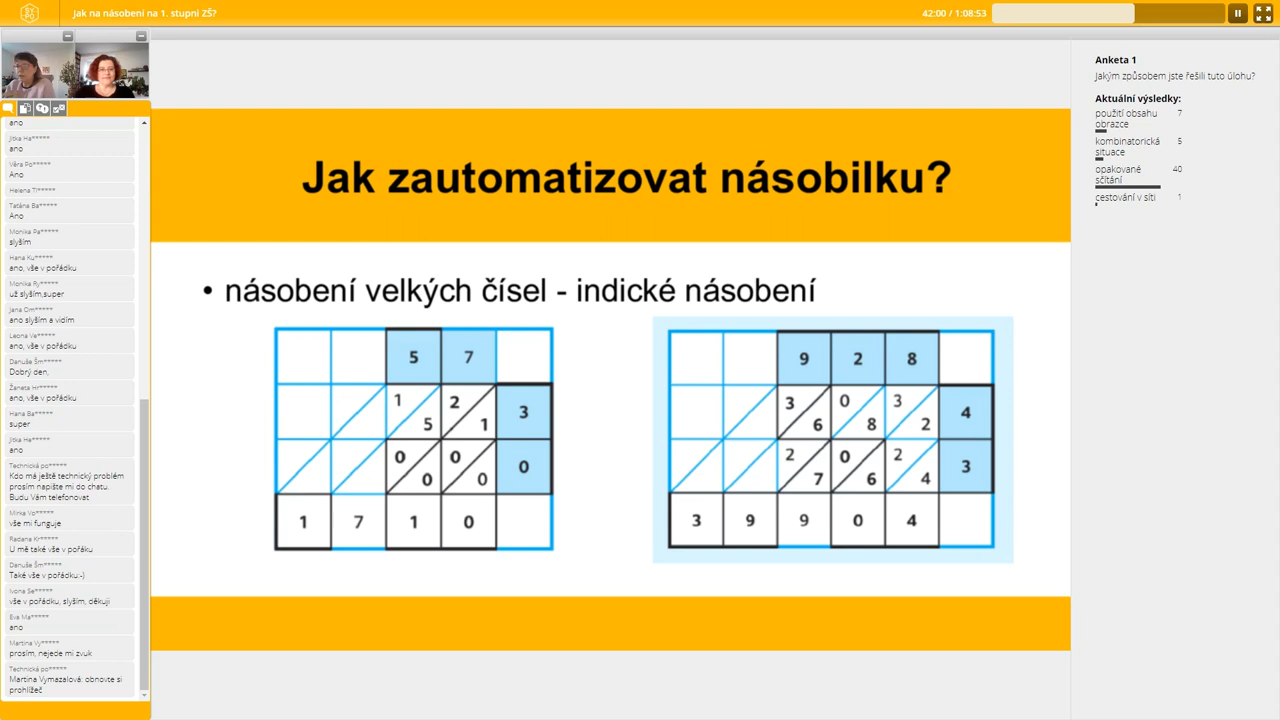 SYPO
Jak na násobení na 1. stupni ZŠ?
42:00 / 1:08:53
ano
Jitka Ha*****
ano
Věra Po*****
Ano
Helena Tl*****
Taťána Ba*****
Ano
Monika Pa*****
slyším
Hana Ku*****
ano, vše v pořádku
Monika Ry*****
už slyším,super
Jana Om*****
ano slyším a vidím
Leona Ve*****
ano, vše v pořádku
Danuše Šm*****
Dobrý den,
Žaneta Hr*****
ano, vše v pořádku
Hana Ba*****
super
Jitka He*****
ano
Technická po*****
Kdo má ještě technický problém
prosím napište mi do chatu.
Budu Vám telefonovat
Mirka Vo*****
vše mi funguje
Radana Kr*****
U mě také vše v pořáku
Danuše Šm*****
Také vše v pořádku:-)
Ivona Se*****
vše v pořádku, slyším, děkuji
Eva Ma*****
ano
Martina Vy*****
prosím, nejede mi zvuk
Technická po*****
Martina Vymazalová: obnovte si
prohlížeč
Jak zautomatizovat násobilku?
• násobení velkých čísel - indické násobení
5 7
1 2
5 1 3
0 0
0 0 0
1 7 1 0
9 2 8
3 0 3
6 8 2 4
2 0 2
7 6 4 3
3 9 9 0 4
Anketa 1
Jakým způsobem jste řešili tuto úlohu?
Aktuální výsledky:
použití obsahu 7
obrazce
kombinatorická 5
situace
opakované 40
sčítání
cestování v síti 1